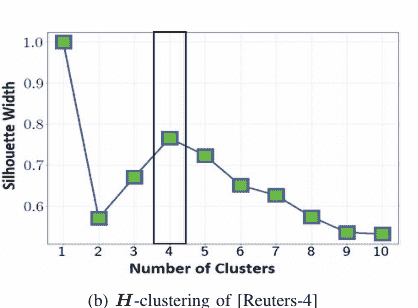 1.0
0.9
0.8
0.7
0.6
Silhouette Width
1 2 3 4 5 6 7 8 9 10
Number of Clusters
(b) H-clustering of [Reuters-4]